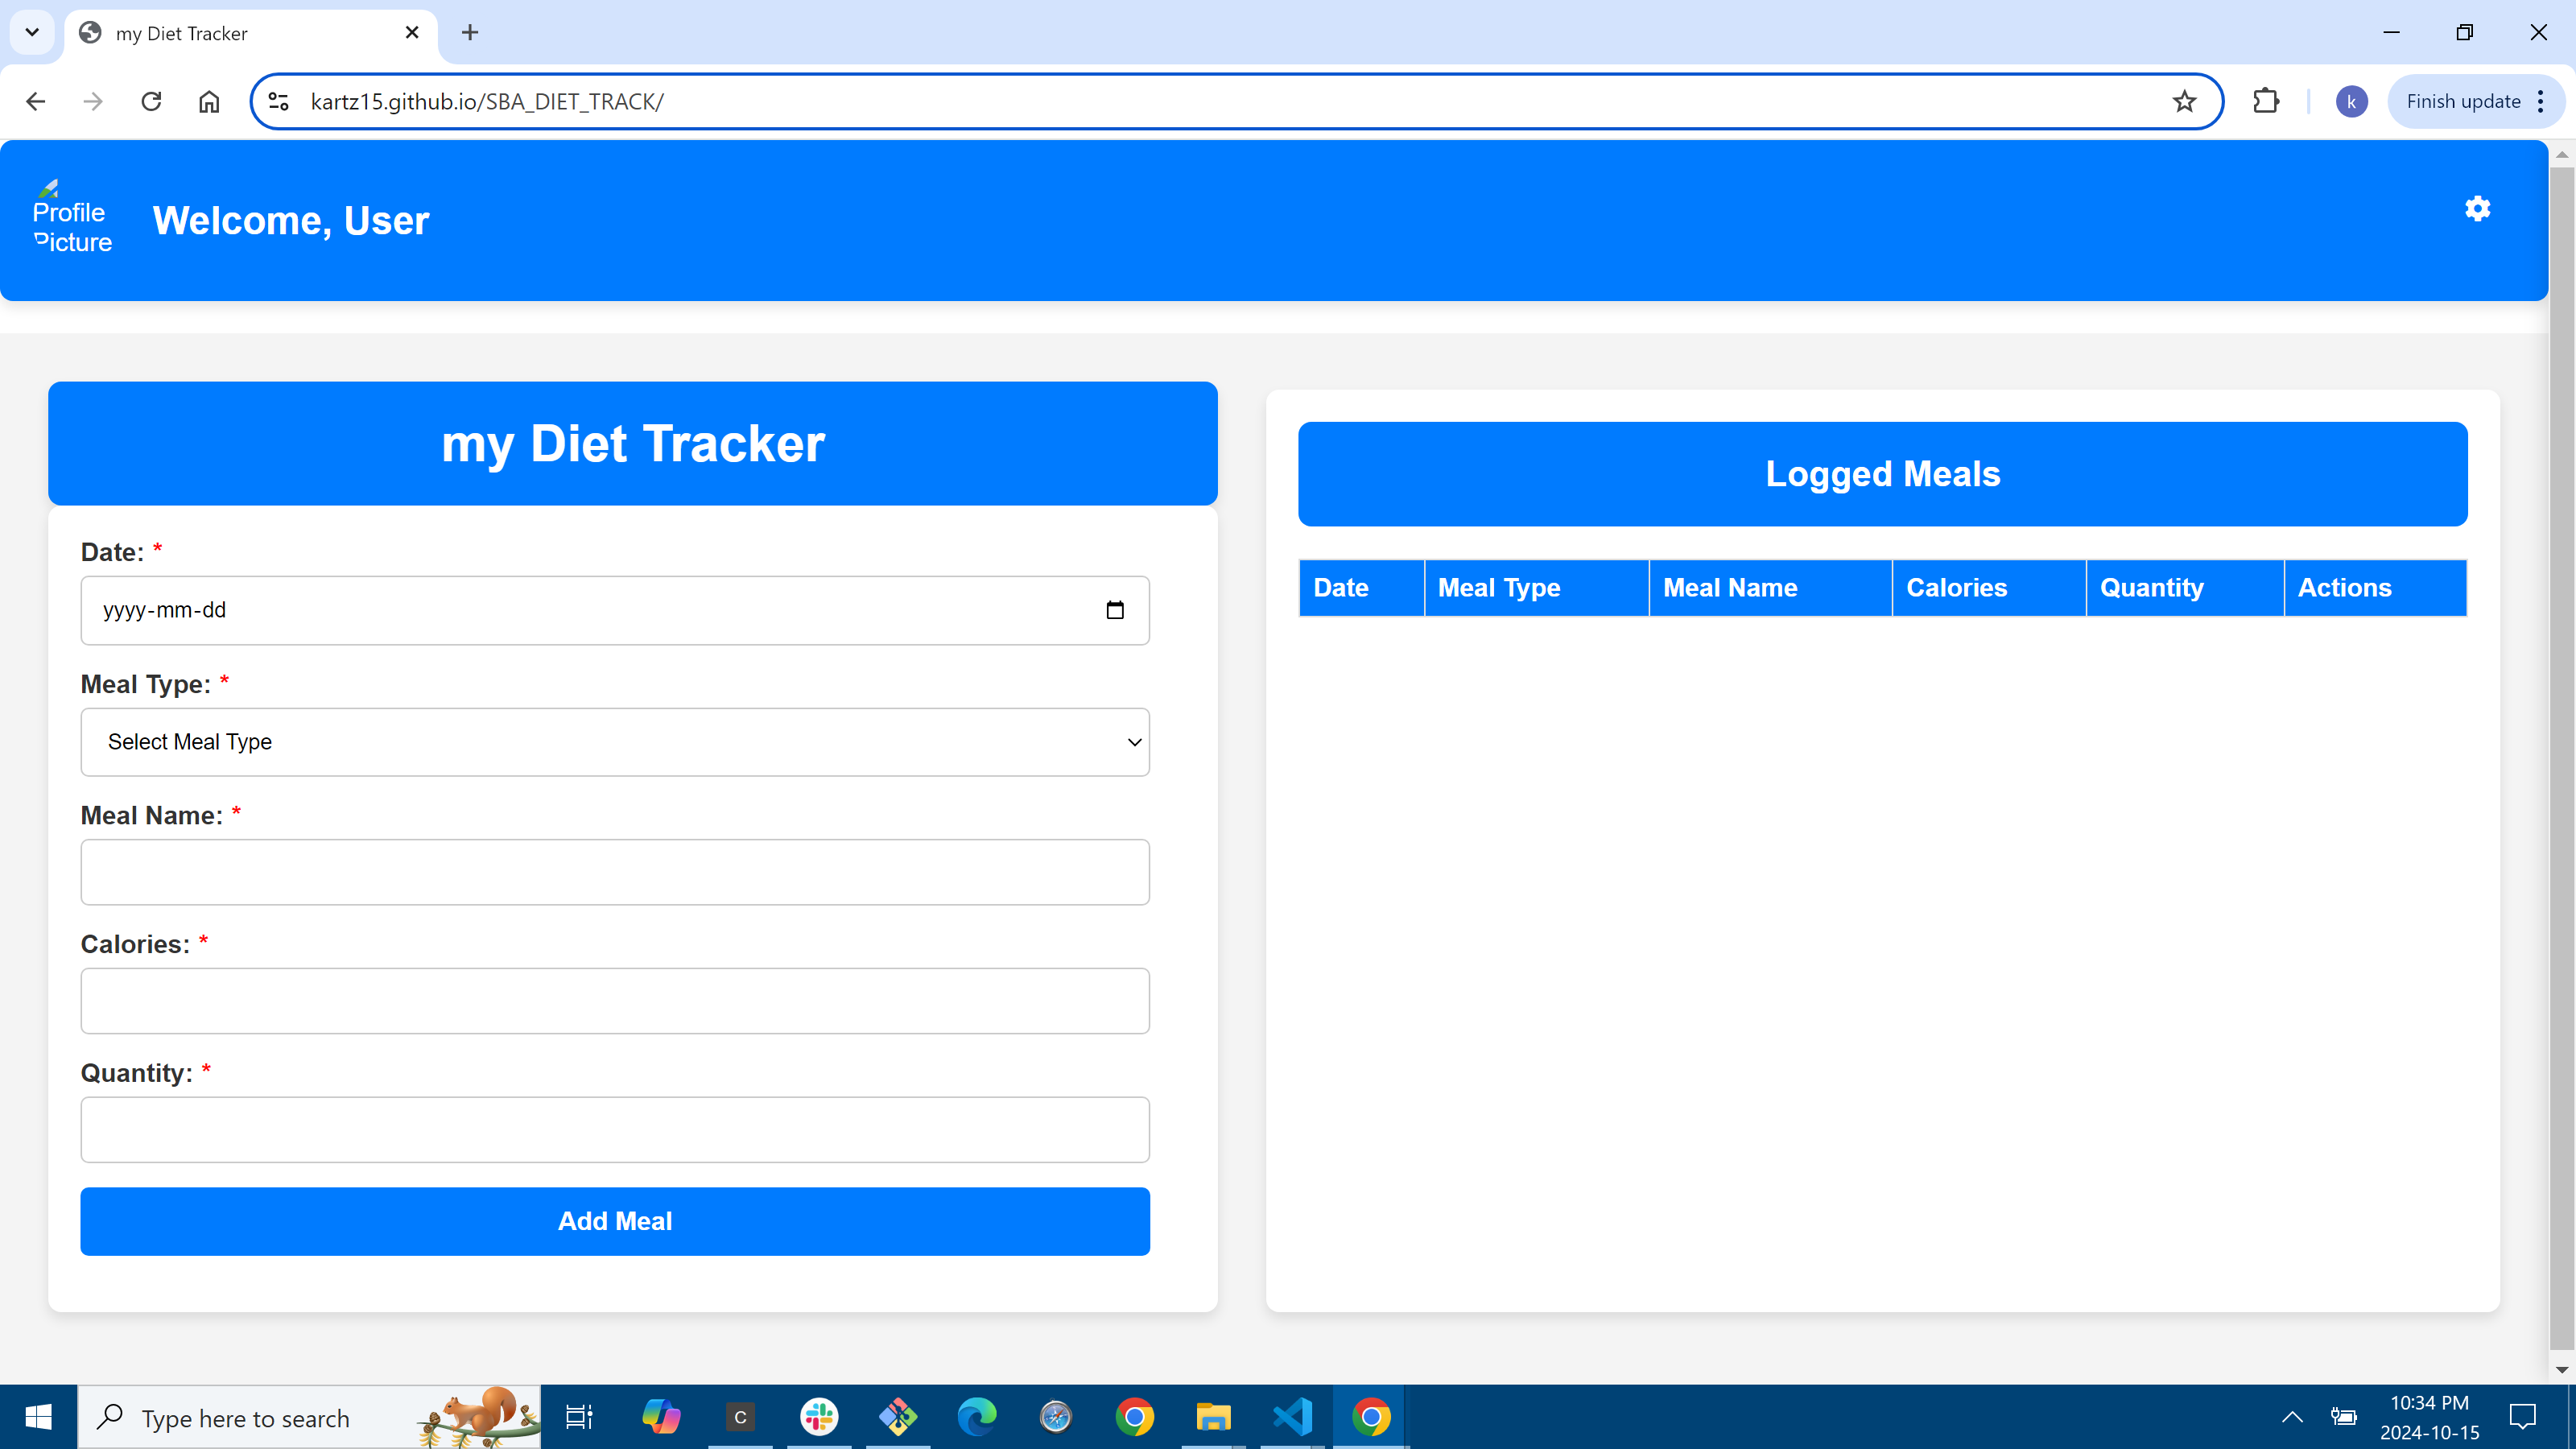 my Diet Tracker
kartz15.github.io/SBA_DIET_TRACK/
k
Finish update
Profile
Picture
Welcome, User
my Diet Tracker
Date: *
yyyy-mm-dd
Meal Type: *
Select Meal Type
Meal Name: *
Calories: *
Quantity: *
Add Meal
Logged Meals
Date Meal Type Meal Name Calories Quantity Actions
Type here to search
C
10:34 PM
2024-10-15